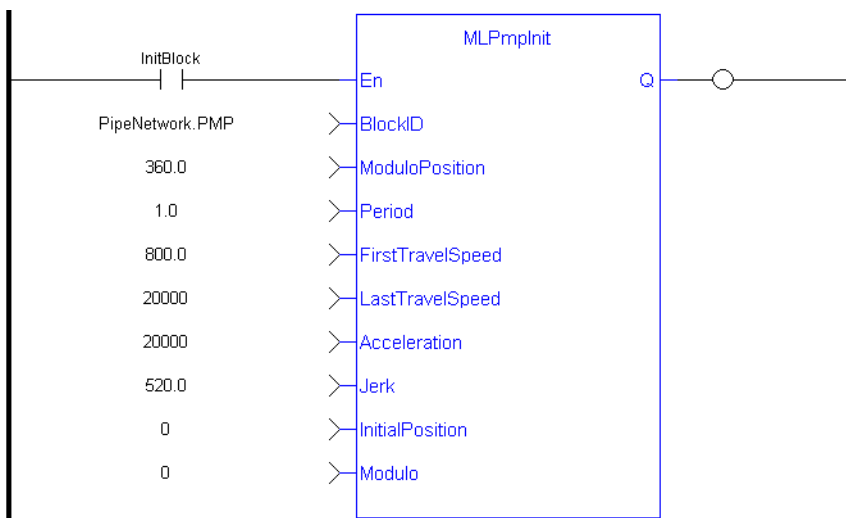 MLPmpInit
InitBlock
En Q
PipeNetwork.PMP BlockID
360.0 ModuloPosition
1.0 Period
800.0 FirstTravelSpeed
20000 LastTravelSpeed
20000 Acceleration
520.0 Jerk
0 InitialPosition
0 Modulo